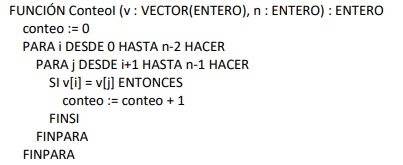 FUNCIÓN ConteoI (v : VECTOR(ENTERO), n : ENTERO) : ENTERO
conteo := 0
PARA i DESDE 0 HASTA n-2 HACER
PARA j DESDE i+1 HASTA n-1 HACER
SI v[i] = v[j] ENTONCES
conteo := conteo + 1
FINSI
FINPARA
FINPARA